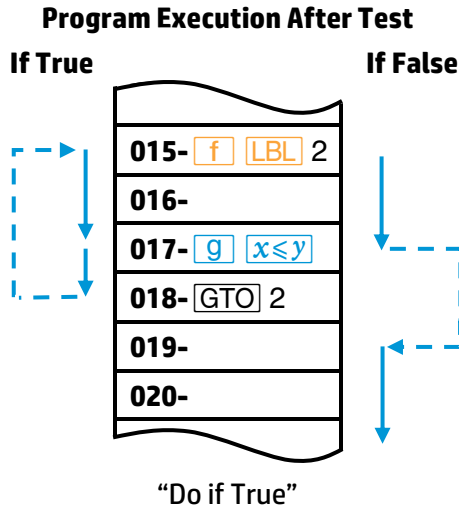 Program Execution After Test
If True If False
015- f LBL 2
016-
017- g x≤y
018- GTO 2
019-
020-
“Do if True”